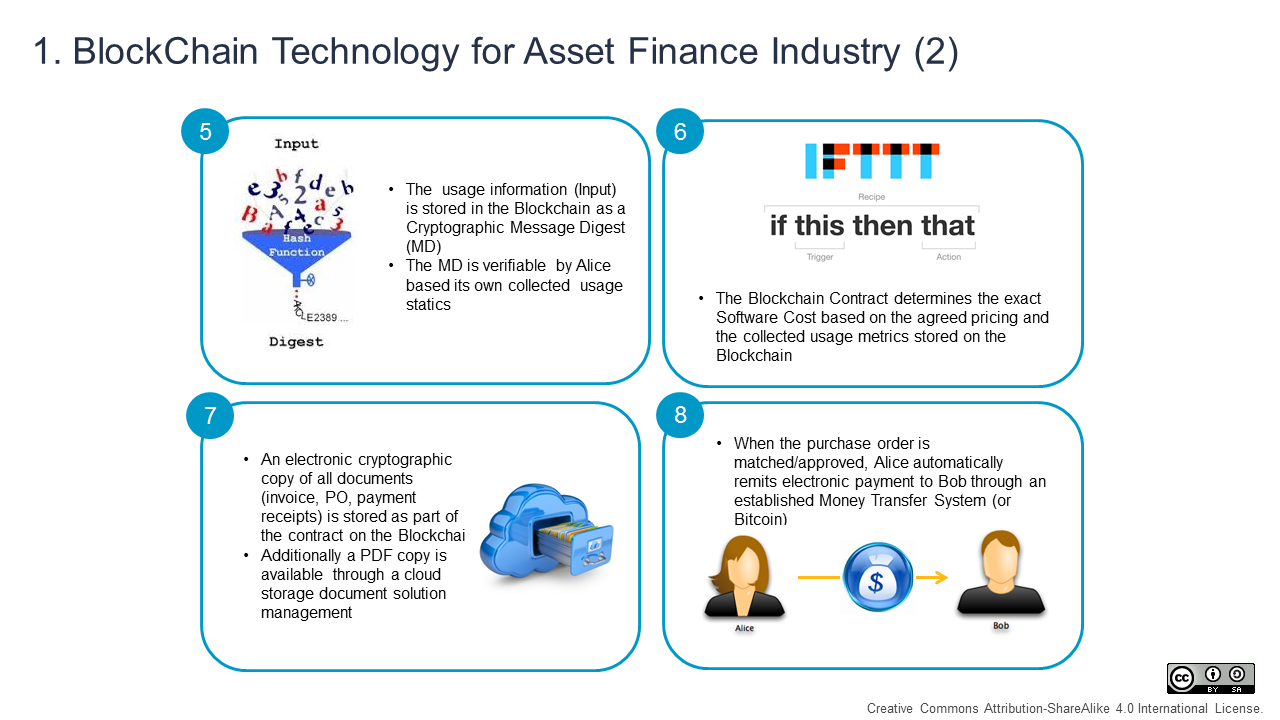 1. BlockChain Technology for Asset Finance Industry (2)
5
Input
Hash
Function
E2389 ...
Digest
• The usage information (Input)
is stored in the Blockchain as a
Cryptographic Message Digest
(MD)
• The MD is verifiable by Alice
based its own collected usage
statics
6
IFTTT
Recipe
if this then that
Trigger
Action
• The Blockchain Contract determines the exact
Software Cost based on the agreed pricing and
the collected usage metrics stored on the
Blockchain
7
• An electronic cryptographic
copy of all documents
(invoice, PO, payment
receipts) is stored as part of
the contract on the Blockchai
• Additionally a PDF copy is
available through a cloud
storage document solution
management
8
• When the purchase order is
matched/approved, Alice automatically
remits electronic payment to Bob through an
established Money Transfer System (or
Bitcoin)
$
Alice
Bob
cc
BY SA
Creative Commons Attribution-ShareAlike 4.0 International License.